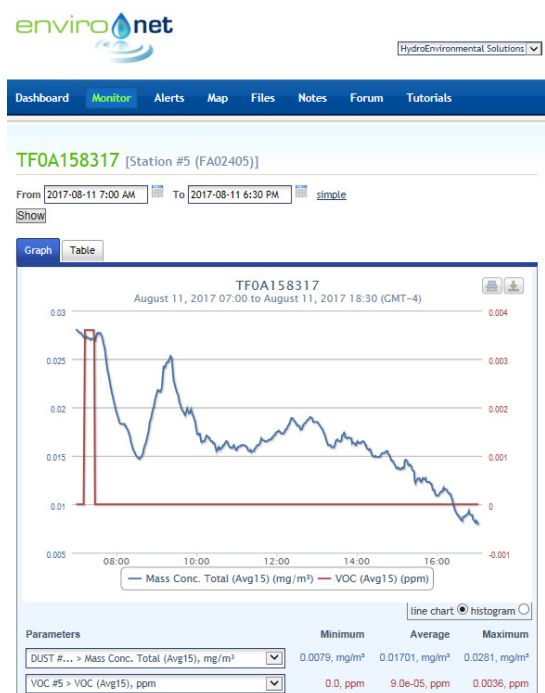 environet
HydroEnvironmental Solutions
Dashboard Monitor Alerts Map Files Notes Forum Tutorials
TF0A158317 [Station #5 (FA02405)]
From 2017-08-11 7:00 AM To 2017-08-11 6:30 PM simple
Show
Graph Table
TF0A158317
August 11, 2017 07:00 to August 11, 2017 18:30 (GMT-4)
0.03 0.004
0.025 0.003
0.02 0.002
0.015 0.001
0.01 0
0.005 -0.001
08:00 10:00 12:00 14:00 16:00
Mass Conc. Total (Avg15) (mg/m³) VOC (Avg15) (ppm)
line chart histogram
Parameters Minimum Average Maximum
DUST #... > Mass Conc. Total (Avg15), mg/m³ 0.0079, mg/m³ 0.01701, mg/m³ 0.0281, mg/m³
VOC #5 > VOC (Avg15), ppm 0.0, ppm 9.0e-05, ppm 0.0036, ppm